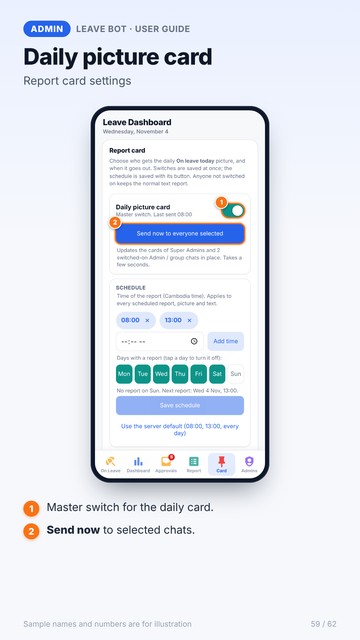 ADMIN LEAVE BOT · USER GUIDE
Daily picture card
Report card settings
Leave Dashboard
Wednesday, November 4
Report card
Choose who gets the daily On leave today picture, and
when it goes out. Switches are saved at once; the
schedule is saved with its button. Anyone not switched
on keeps the normal text report.
Daily picture card
Master switch. Last sent 08:00
1
2
Send now to everyone selected
Updates the cards of Super Admins and 2
switched-on Admin / group chats in place. Takes a
few seconds.
SCHEDULE
Time of the report (Cambodia time). Applies to
every scheduled report, picture and text.
08:00 × 13:00 ×
--:-- -- Add time
Days with a report (tap a day to turn it off):
Mon Tue Wed Thu Fri Sat Sun
No report on Sun. Next report: Wed 4 Nov, 13:00.
Save schedule
Use the server default (08:00, 13:00, every
day)
9
On Leave Dashboard Approvals Report Card Admins
1 Master switch for the daily card.
2 Send now to selected chats.
Sample names and numbers are for illustration 59 / 62